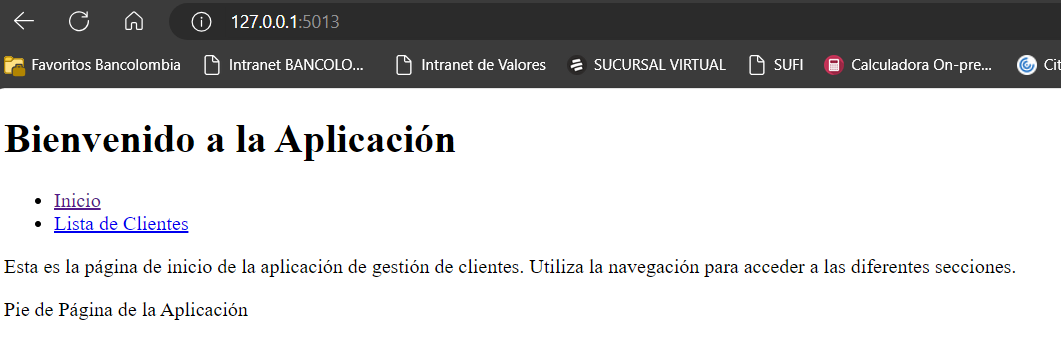 127.0.0.1:5013
Favoritos Bancolombia Intranet BANCOLO... Intranet de Valores SUCURSAL VIRTUAL SUFI Calculadora On-pre... Cit
Bienvenido a la Aplicación
Inicio
Lista de Clientes
Esta es la página de inicio de la aplicación de gestión de clientes. Utiliza la navegación para acceder a las diferentes secciones.
Pie de Página de la Aplicación